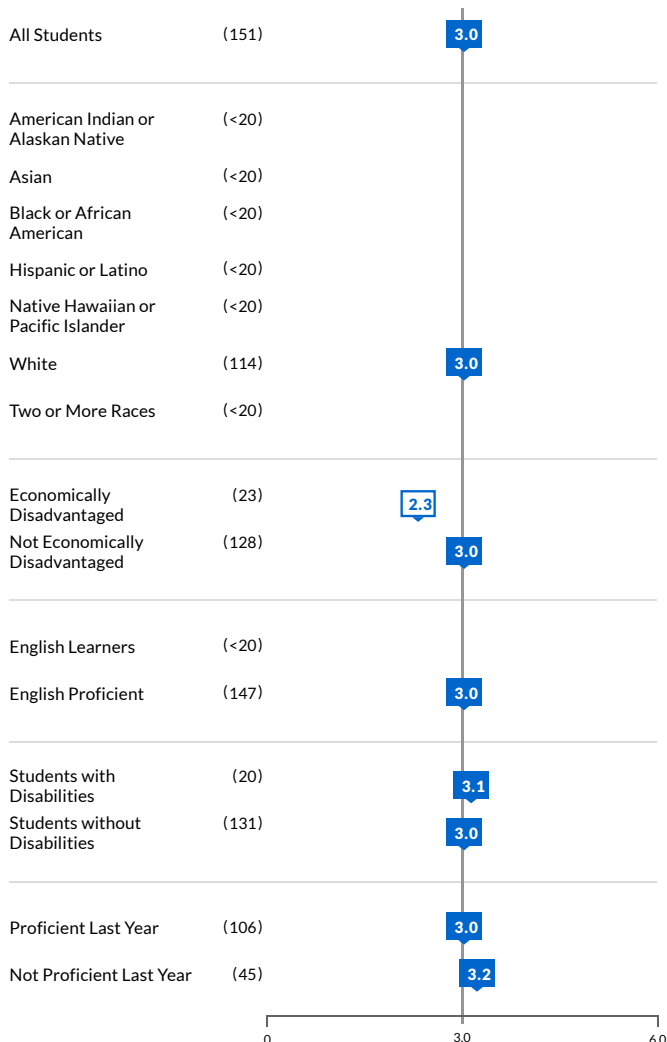 All Students (151) 3.0
American Indian or (<20)
Alaskan Native
Asian (<20)
Black or African (<20)
American
Hispanic or Latino (<20)
Native Hawaiian or (<20)
Pacific Islander
White (114) 3.0
Two or More Races (<20)
Economically (23) 2.3
Disadvantaged
Not Economically (128) 3.0
Disadvantaged
English Learners (<20)
English Proficient (147) 3.0
Students with (20) 3.1
Disabilities
Students without (131) 3.0
Disabilities
Proficient Last Year (106) 3.0
Not Proficient Last Year (45) 3.2
0 3.0 6.0